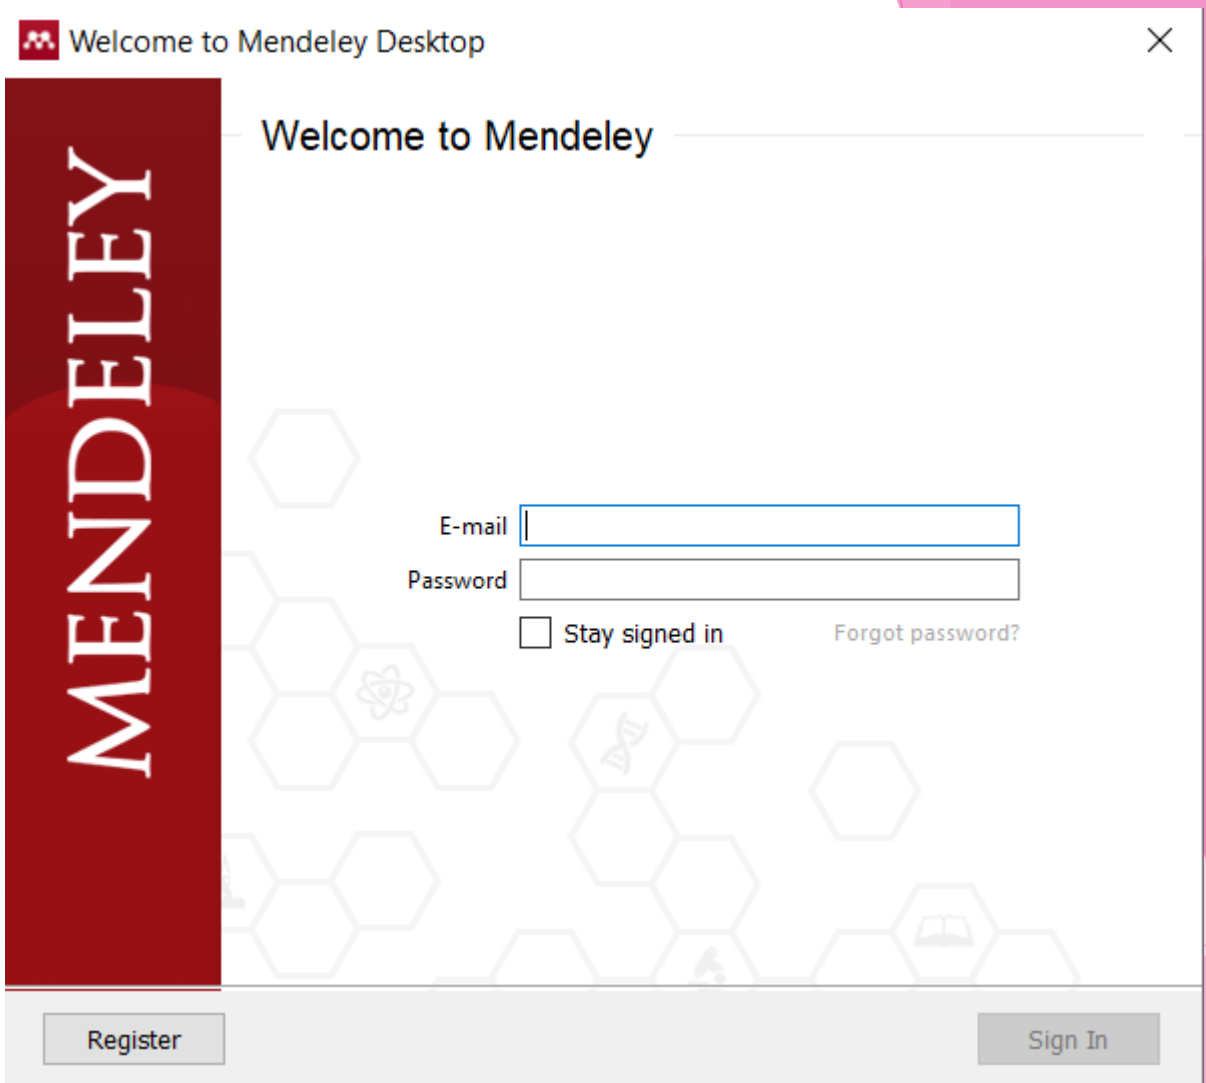 Welcome to Mendeley Desktop
MENDELEY
Welcome to Mendeley
E-mail
Password
Stay signed in
Forgot password?
Register
Sign In